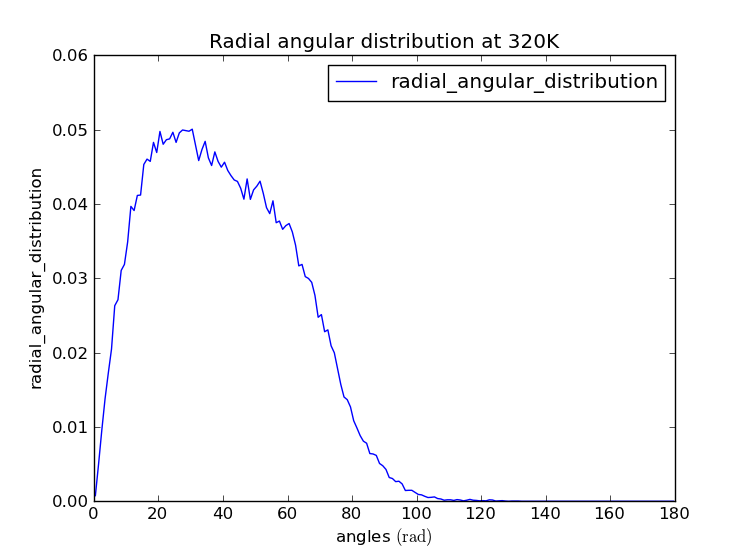 Radial angular distribution at 320K
radial_angular_distribution
radial_angular_distribution
0.06
0.05
0.04
0.03
0.02
0.01
0.00
0 20 40 60 80 100 120 140 160 180
angles (rad)